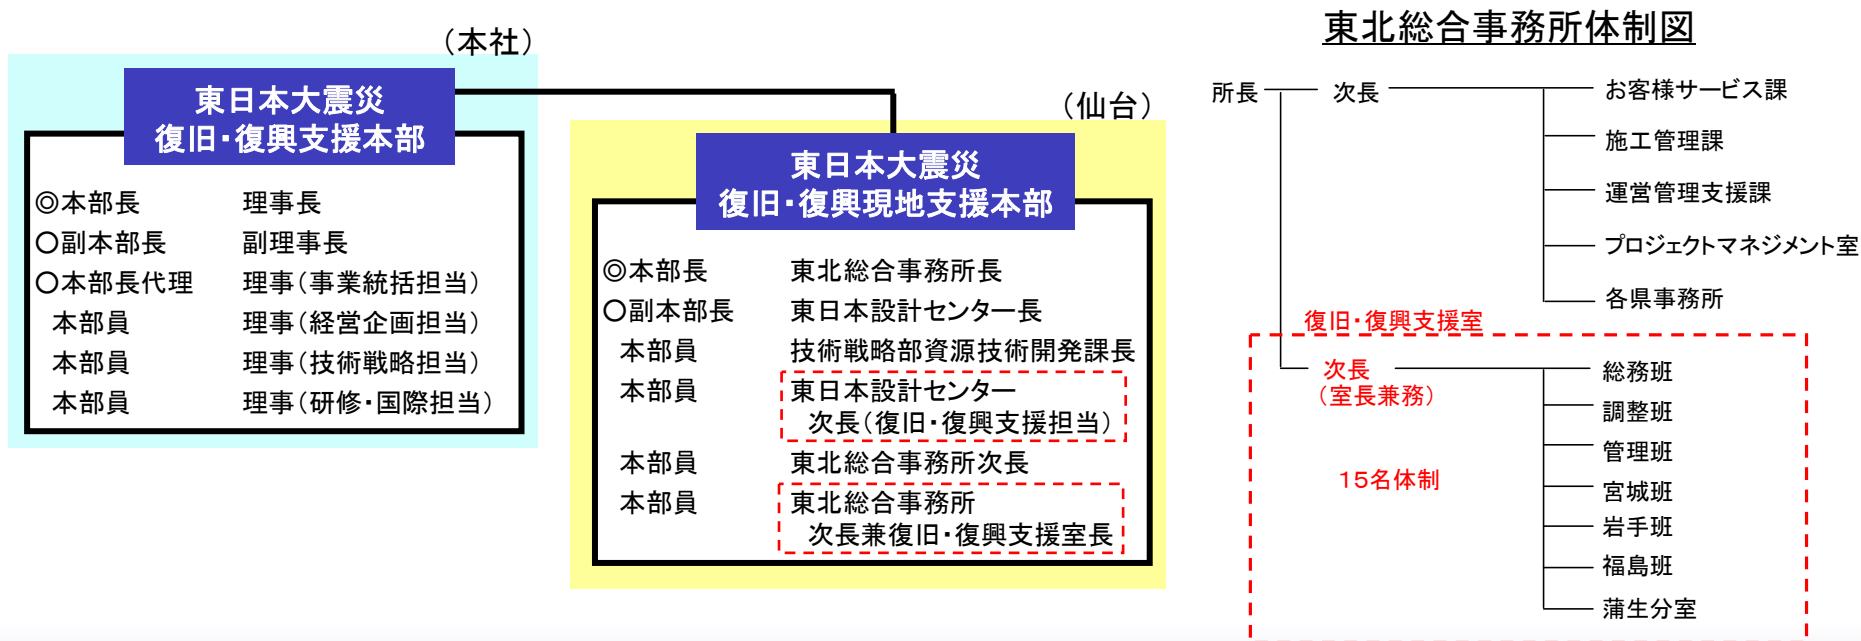 （本社）
東日本大震災
復旧・復興支援本部
◎本部長 理事長
○副本部長 副理事長
○本部長代理 理事（事業統括担当）
本部員 理事（経営企画担当）
本部員 理事（技術戦略担当）
本部員 理事（研修・国際担当）
（仙台）
東日本大震災
復旧・復興現地支援本部
◎本部長 東北総合事務所長
○副本部長 東日本設計センター長
本部員 技術戦略部資源技術開発課長
本部員 東日本設計センター
次長（復旧・復興支援担当）
本部員 東北総合事務所次長
本部員 東北総合事務所
次長兼復旧・復興支援室長
東北総合事務所体制図
所長 次長 お客様サービス課
施工管理課
運営管理支援課
プロジェクトマネジメント室
各県事務所
復旧・復興支援室
次長 総務班
（室長兼務） 調整班
管理班
15名体制 宮城班
岩手班
福島班
蒲生分室